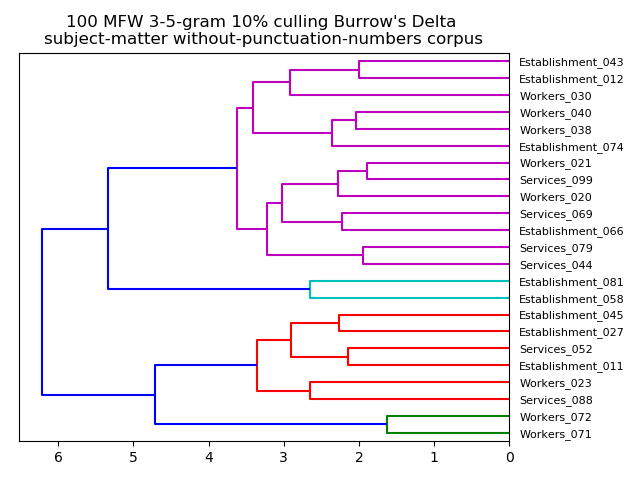 100 MFW 3-5-gram 10% culling Burrow's Delta
subject-matter without-punctuation-numbers corpus
Establishment_043
Establishment_012
Workers_030
Workers_040
Workers_038
Establishment_074
Workers_021
Services_099
Workers_020
Services_069
Establishment_066
Services_079
Services_044
Establishment_081
Establishment_058
Establishment_045
Establishment_027
Services_052
Establishment_011
Workers_023
Services_088
Workers_072
Workers_071
6 5 4 3 2 1 0